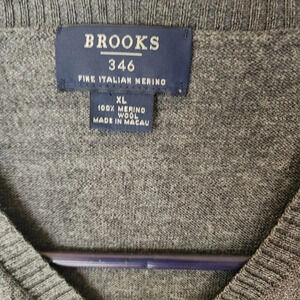 BROOKS
346
FINE ITALIAN MERINO
XL
100% MERINO
WOOL
MADE IN MACAU